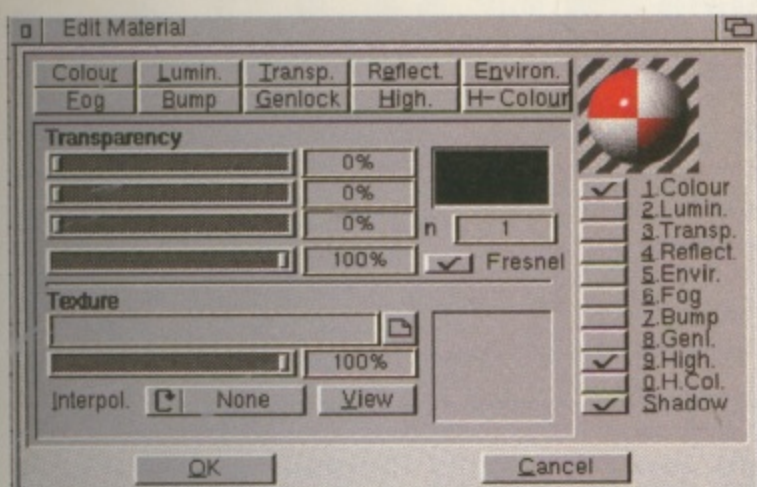 Edit Material
Colour Lumin. Transp. Reflect. Environ.
Fog Bump Genlock High. H-Colour
Transparency
0%
0%
0% n 1
100% Fresnel
Texture
100%
Interpol. None View
1.Colour
2.Lumin.
3.Transp.
4.Reflect.
5.Envir.
6.Fog
7.Bump
8.Genl.
9.High.
0.H.Col.
Shadow
OK Cancel